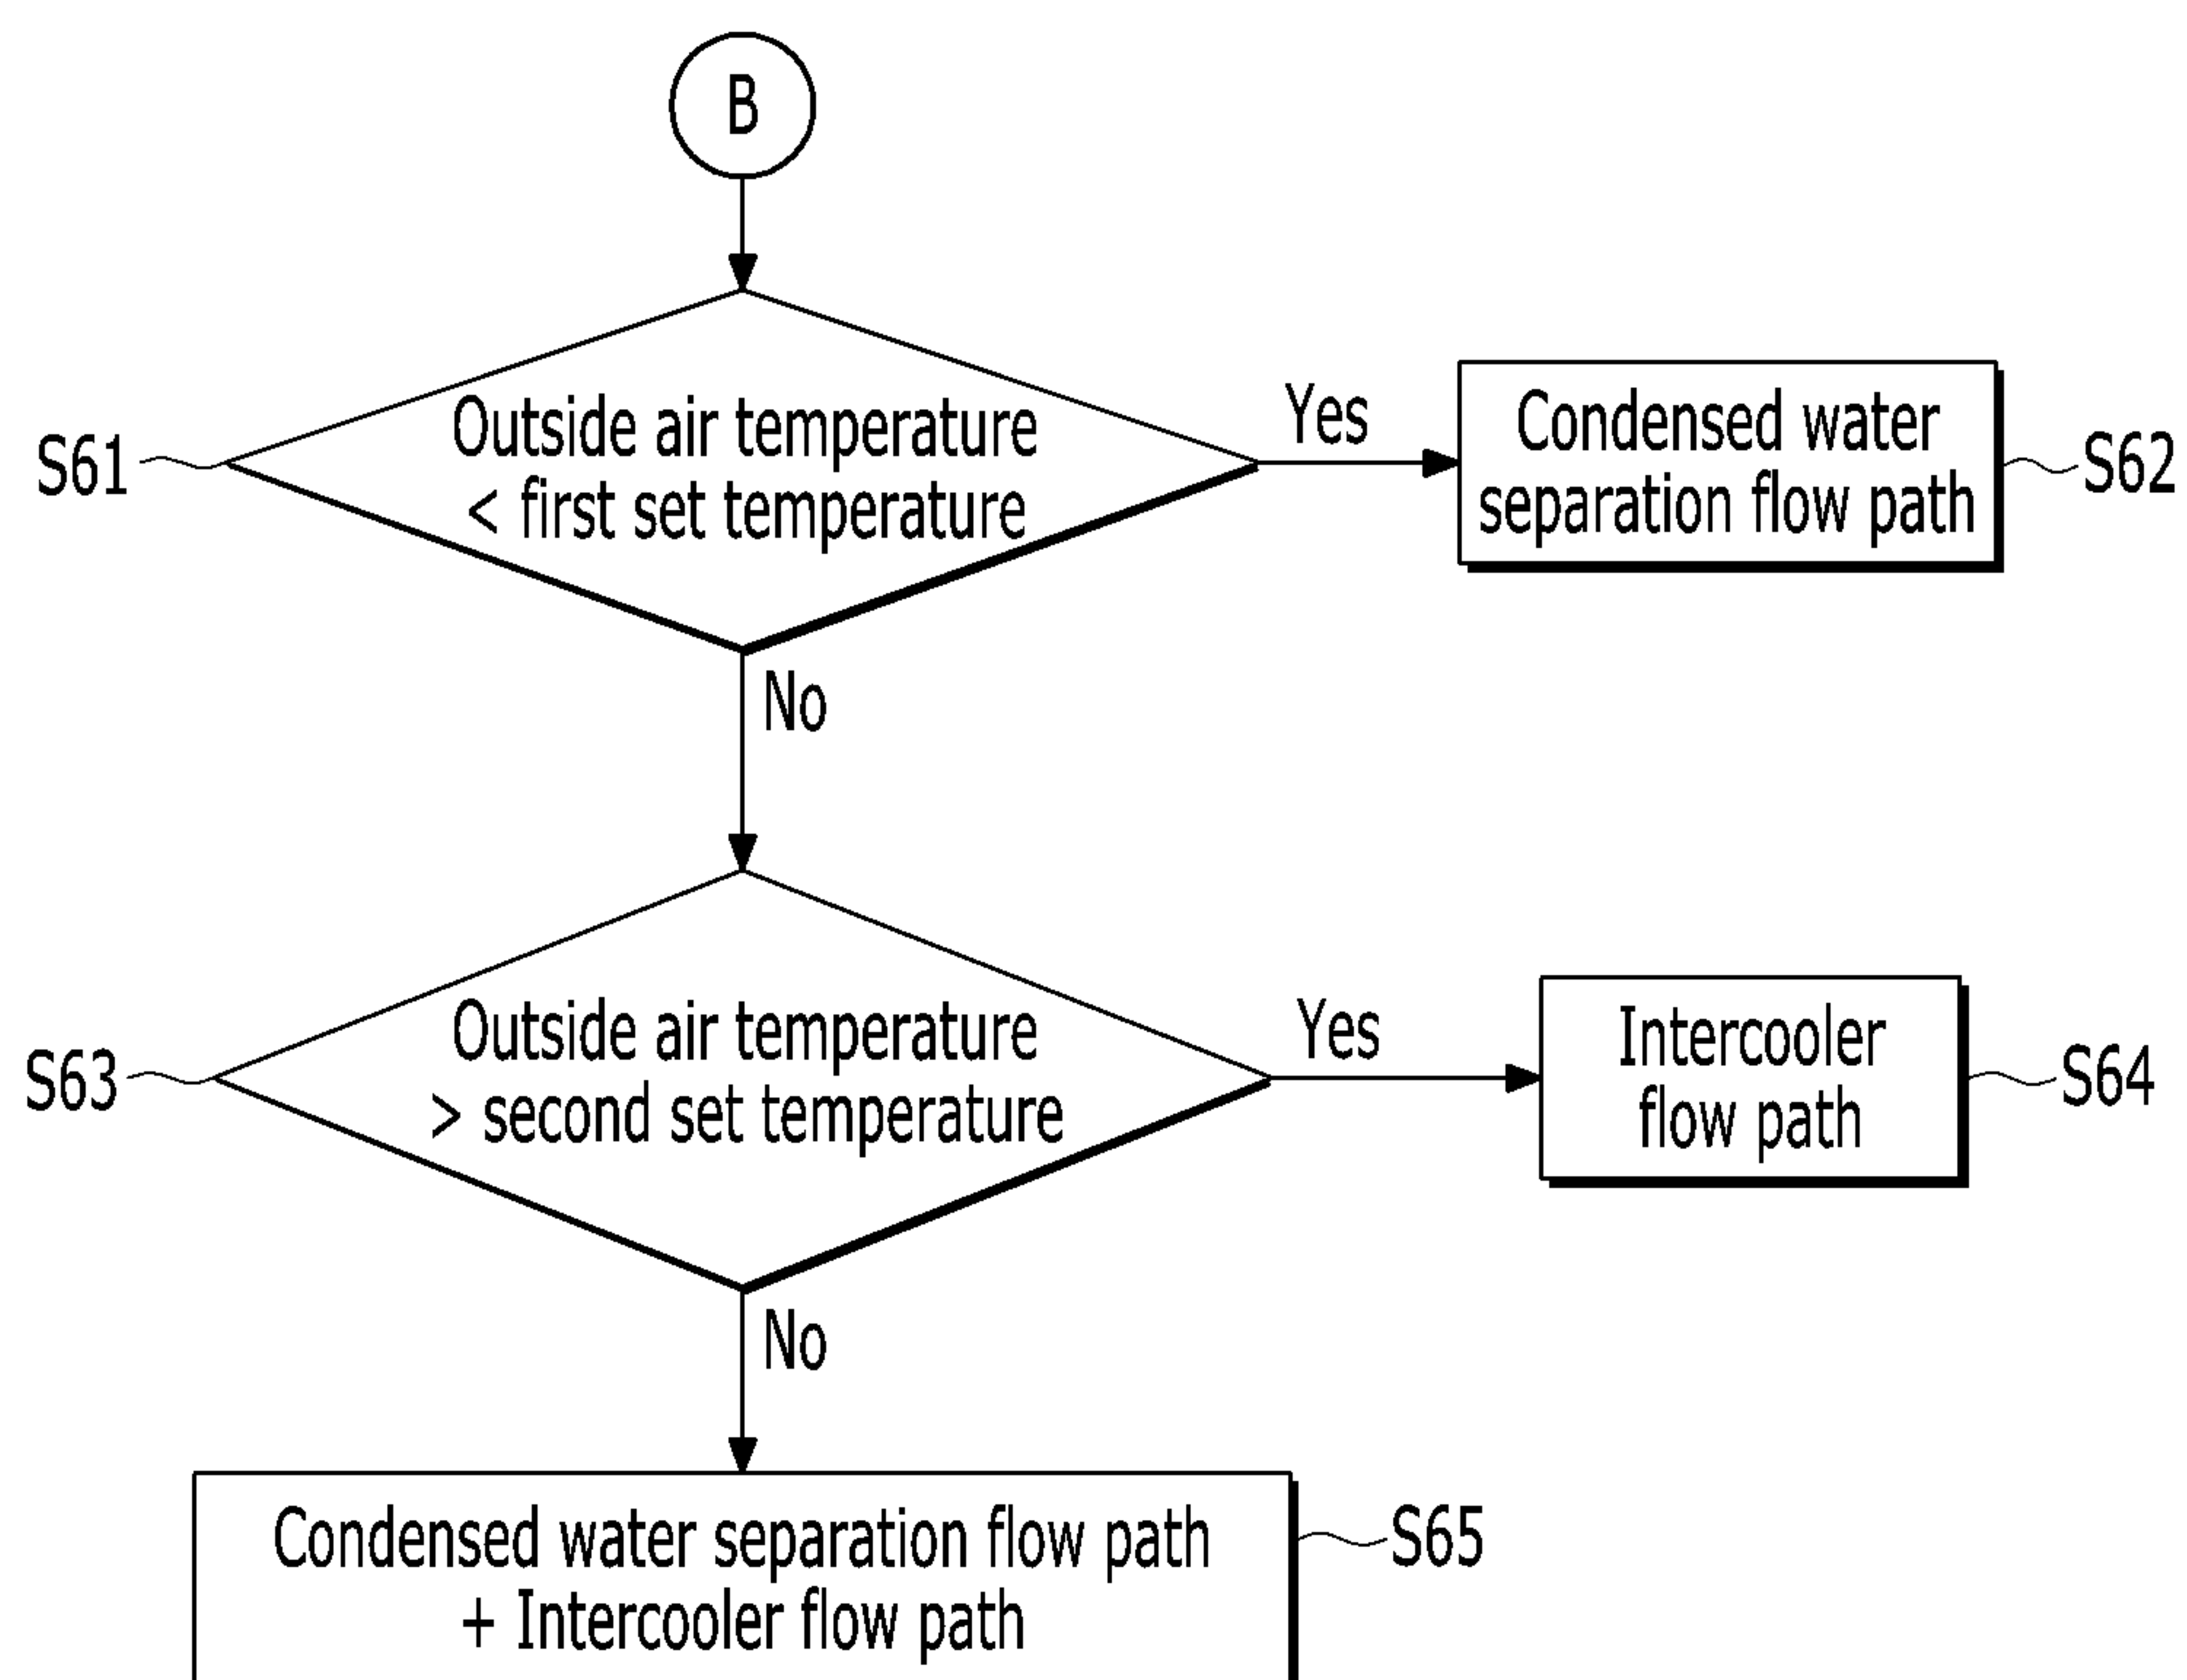 B
Outside air temperature
< first set temperature
S61
Yes
Condensed water
separation flow path
S62
No
Outside air temperature
> second set temperature
S63
Yes
Intercooler
flow path
S64
No
Condensed water separation flow path
+ Intercooler flow path
S65